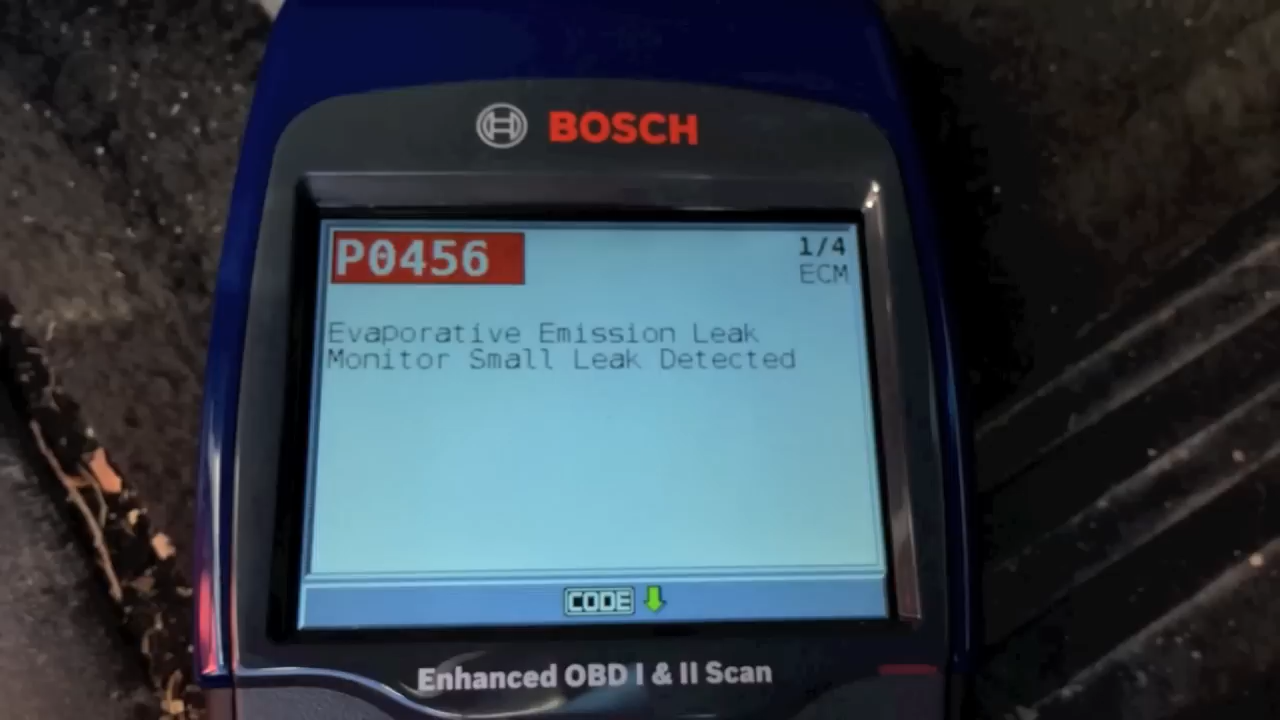 BOSCH
P0456
1/4
ECM
Evaporative Emission Leak
Monitor Small Leak Detected
CODE
Enhanced OBD I & II Scan